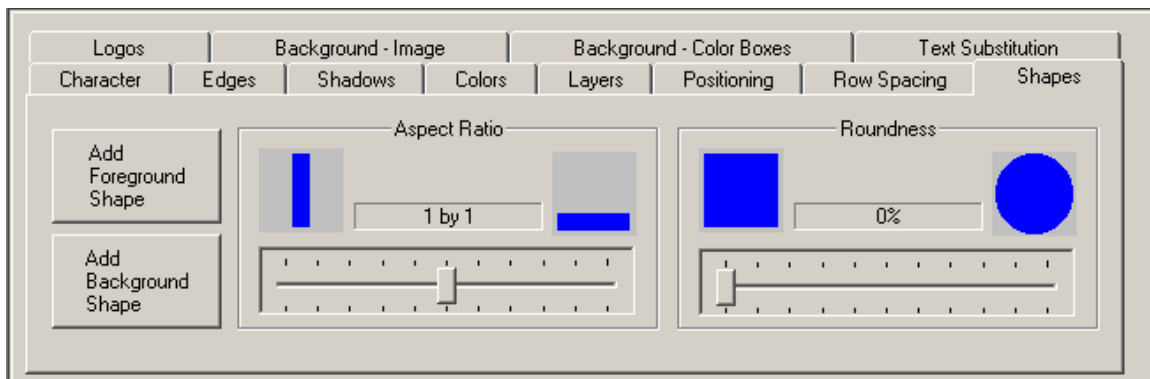 Logos Background - Image Background - Color Boxes Text Substitution
Character Edges Shadows Colors Layers Positioning Row Spacing Shapes
Add
Foreground
Shape
Add
Background
Shape
Aspect Ratio
1 by 1
Roundness
0%